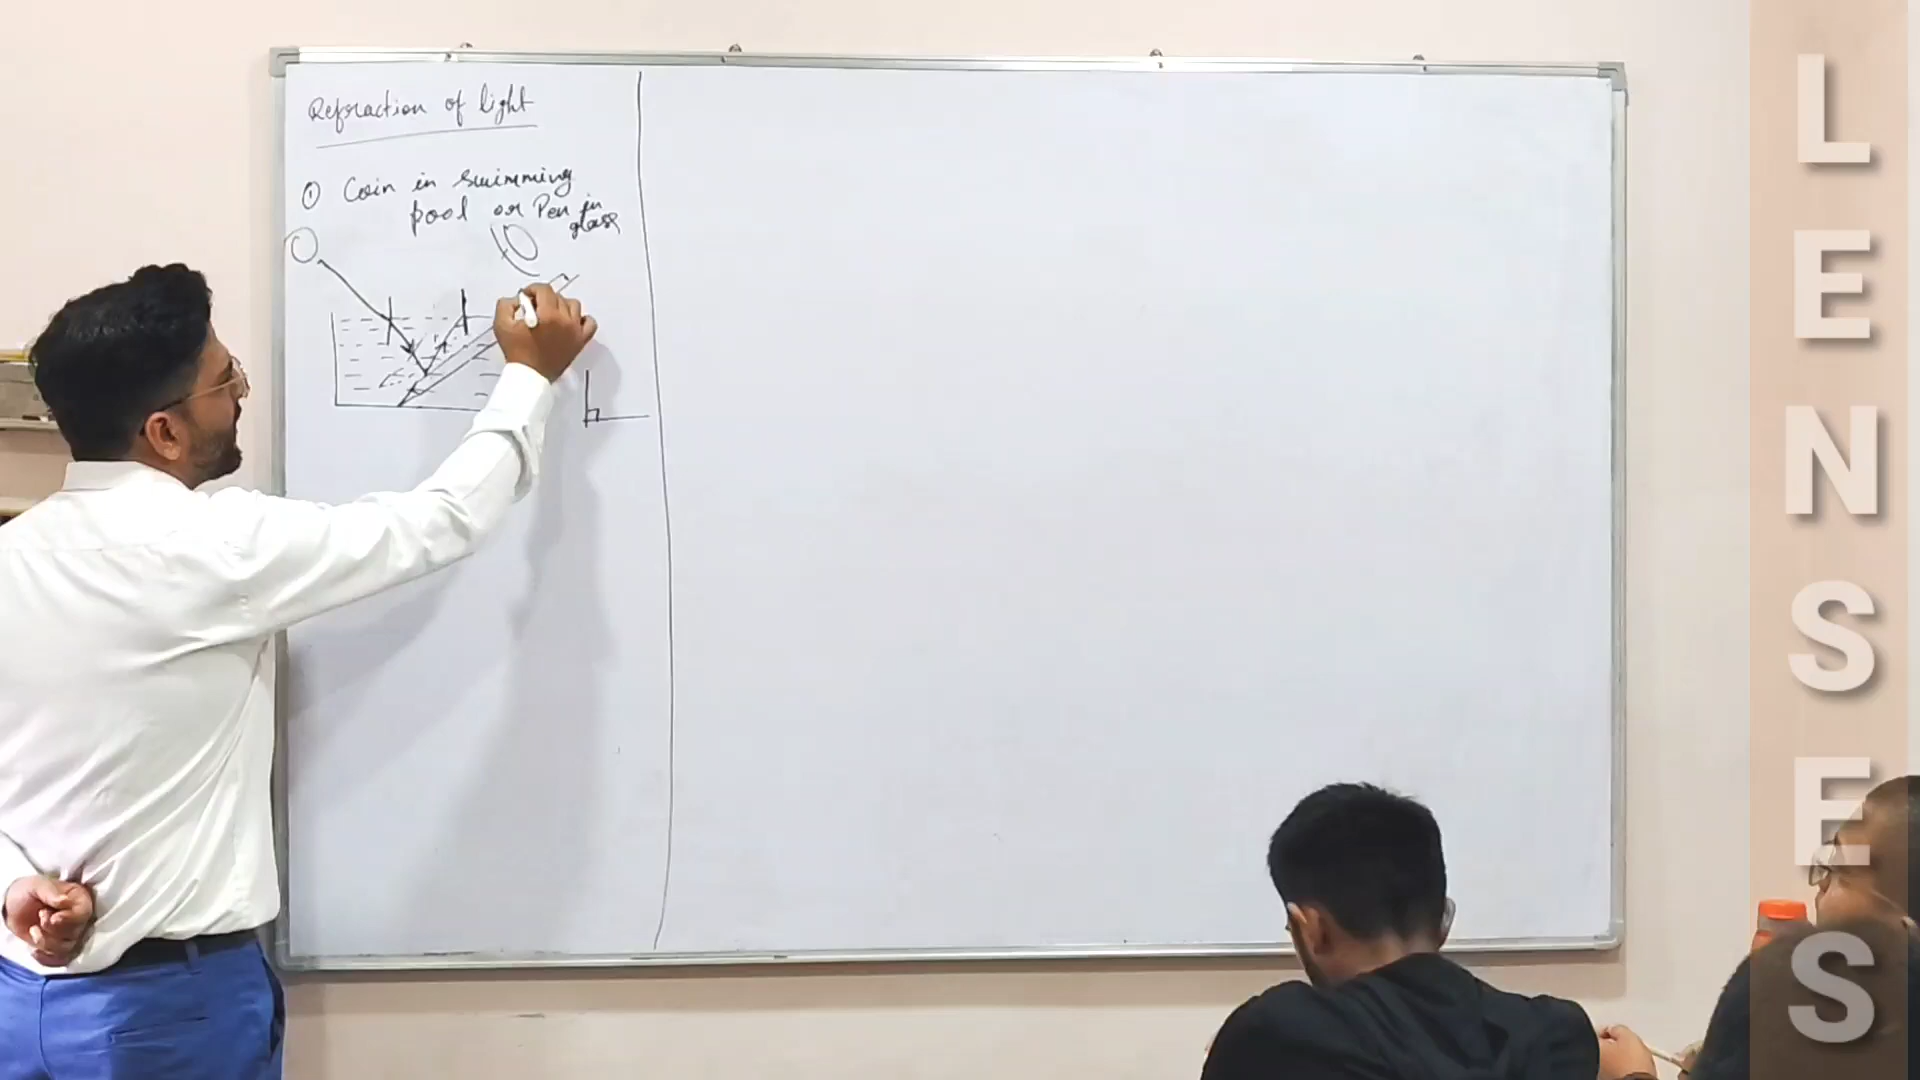 Refraction of light
① Coin in swimming
pool or Pen in
glass
LENSES